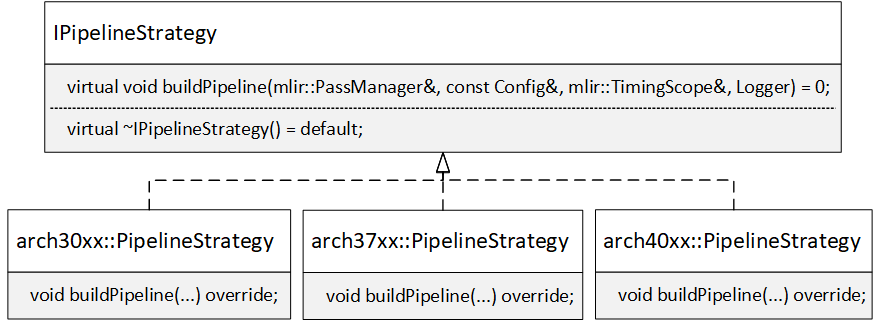 IPipelineStrategy
virtual void buildPipeline(mlir::PassManager&, const Config&, mlir::TimingScope&, Logger) = 0;
virtual ~IPipelineStrategy() = default;
arch30xx::PipelineStrategy
void buildPipeline(...) override;
arch37xx::PipelineStrategy
void buildPipeline(...) override;
arch40xx::PipelineStrategy
void buildPipeline(...) override;